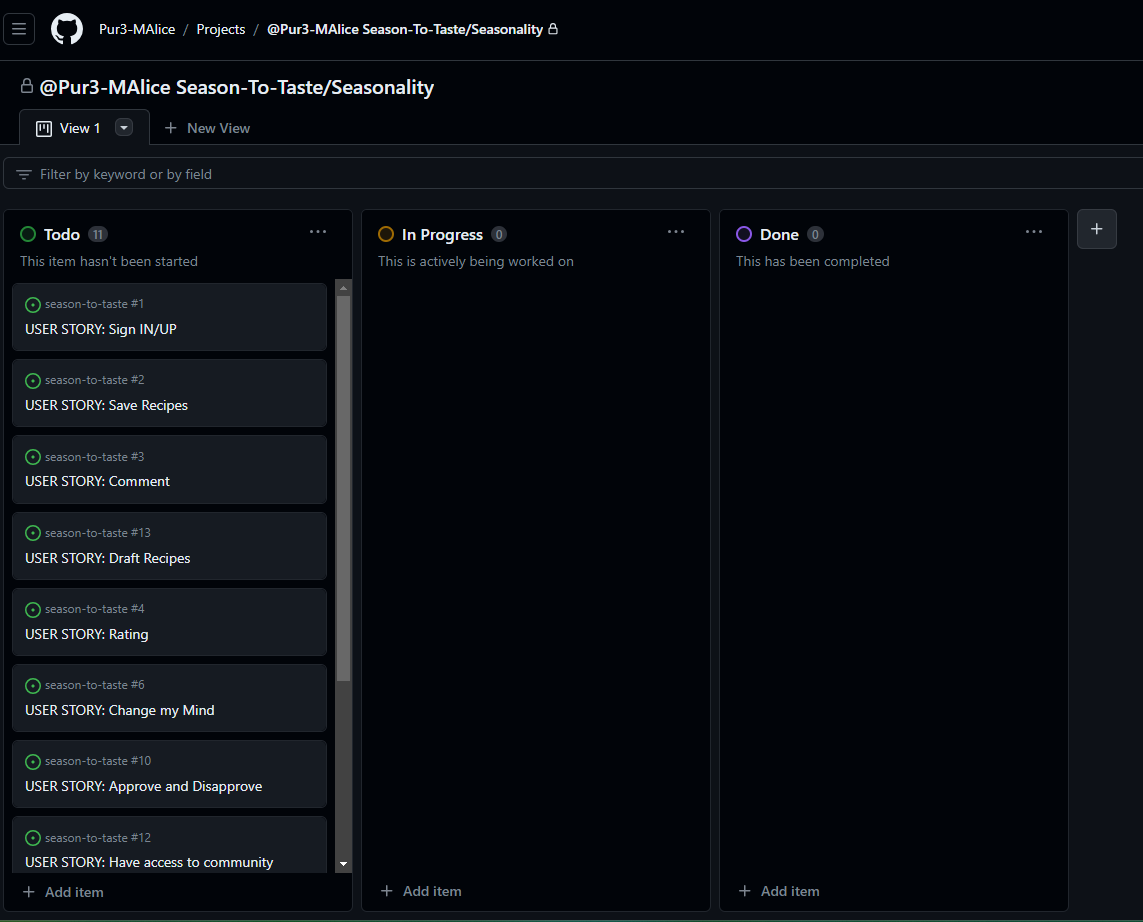 Pur3-MAlice / Projects / @Pur3-MAlice Season-To-Taste/Seasonality
@Pur3-MAlice Season-To-Taste/Seasonality
View 1
New View
Filter by keyword or by field
Todo 11
This item hasn't been started
season-to-taste #1
USER STORY: Sign IN/UP
season-to-taste #2
USER STORY: Save Recipes
season-to-taste #3
USER STORY: Comment
season-to-taste #13
USER STORY: Draft Recipes
season-to-taste #4
USER STORY: Rating
season-to-taste #6
USER STORY: Change my Mind
season-to-taste #10
USER STORY: Approve and Disapprove
season-to-taste #12
USER STORY: Have access to community
+ Add item
In Progress 0
This is actively being worked on
+ Add item
Done 0
This has been completed
+ Add item